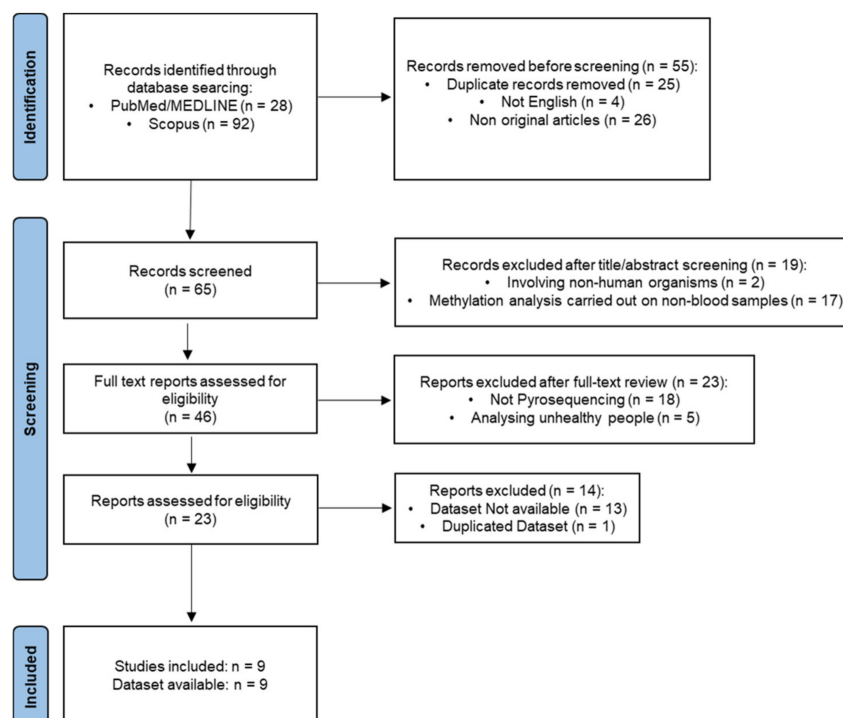 Identification
Records identified through
database searcing:
• PubMed/MEDLINE (n = 28)
• Scopus (n = 92)
Records removed before screening (n = 55):
• Duplicate records removed (n = 25)
• Not English (n = 4)
• Non original articles (n = 26)
Screening
Records screened
(n = 65)
Records excluded after title/abstract screening (n = 19):
• Involving non-human organisms (n = 2)
• Methylation analysis carried out on non-blood samples (n = 17)
Full text reports assessed for
eligibility
(n = 46)
Reports excluded after full-text review (n = 23):
• Not Pyrosequencing (n = 18)
• Analysing unhealthy people (n = 5)
Reports assessed for eligibility
(n = 23)
Reports excluded (n = 14):
• Dataset Not available (n = 13)
• Duplicated Dataset (n = 1)
Included
Studies included: n = 9
Dataset available: n = 9